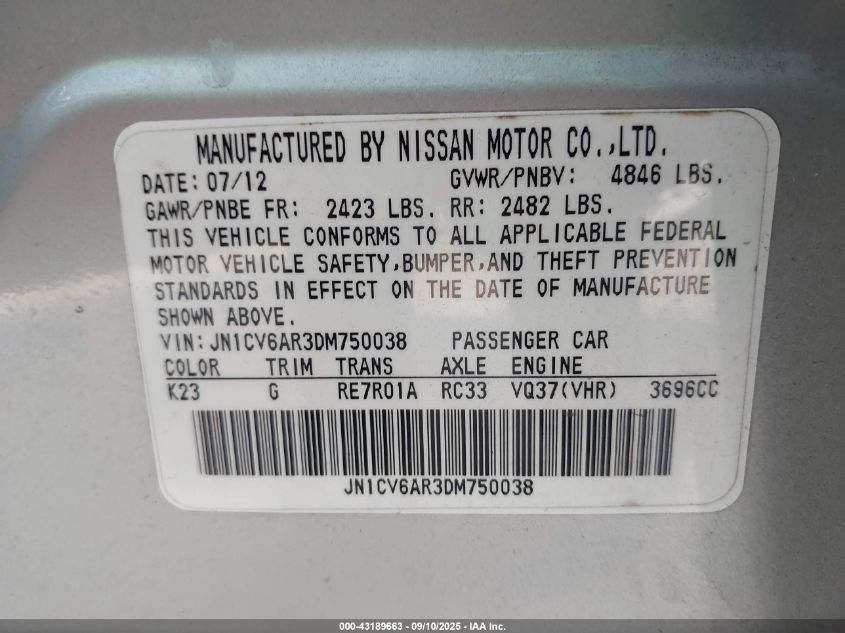 MANUFACTURED BY NISSAN MOTOR CO.,LTD.
DATE: 07/12 GVWR/PNBV: 4846 LBS.
GAWR/PNBE FR: 2423 LBS. RR: 2482 LBS.
THIS VEHICLE CONFORMS TO ALL APPLICABLE FEDERAL
MOTOR VEHICLE SAFETY,BUMPER,AND THEFT PREVENTION
STANDARDS IN EFFECT ON THE DATE OF MANUFACTURE
SHOWN ABOVE.
VIN: JN1CV6AR3DM750038 PASSENGER CAR
COLOR TRIM TRANS AXLE ENGINE
K23 G RE7R01A RC33 VQ37(VHR) 3696CC
JN1CV6AR3DM750038
000-43189663 - 09/10/2025 - IAA Inc.